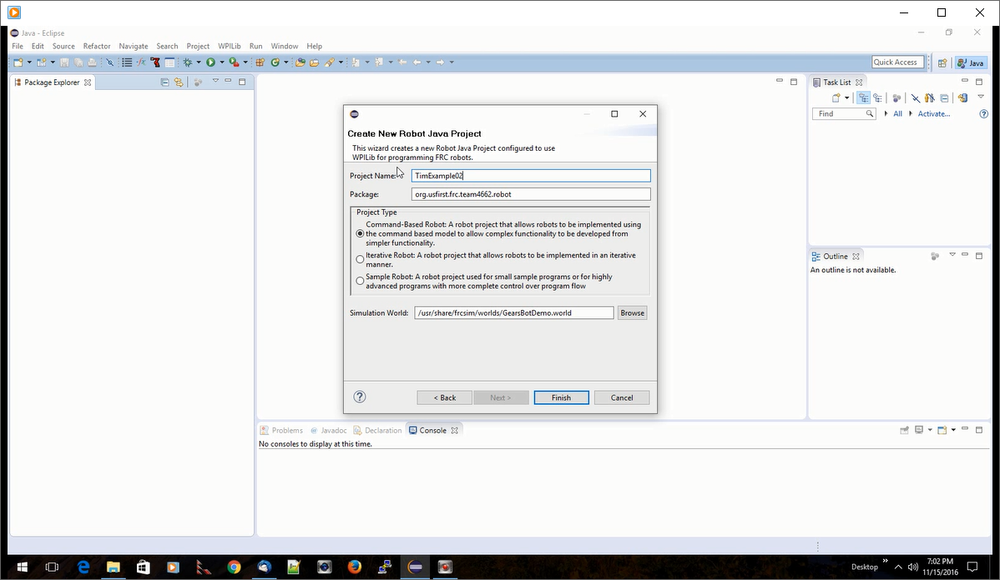 Java - Eclipse
File Edit Source Refactor Navigate Search Project WPILib Run Window Help
Quick Access
Java
Package Explorer
Task List
Find
All
Activate...
Create New Robot Java Project
This wizard creates a new Robot Java Project configured to use
WPILib for programming FRC robots.
Project Name:
TimExample02
Package:
org.usfirst.frc.team4662.robot
Project Type
Command-Based Robot: A robot project that allows robots to be implemented using
the command based model to allow complex functionality to be developed from
simpler functionality.
Iterative Robot: A robot project that allows robots to be implemented in an iterative
manner.
Sample Robot: A robot project used for small sample programs or for highly
advanced programs with more complete control over program flow
Simulation World:
/usr/share/frcsim/worlds/GearsBotDemo.world
Browse
? < Back Next > Finish Cancel
Outline
An outline is not available.
Problems @ Javadoc Declaration Console
No consoles to display at this time.
Desktop
7:02 PM
11/15/2016